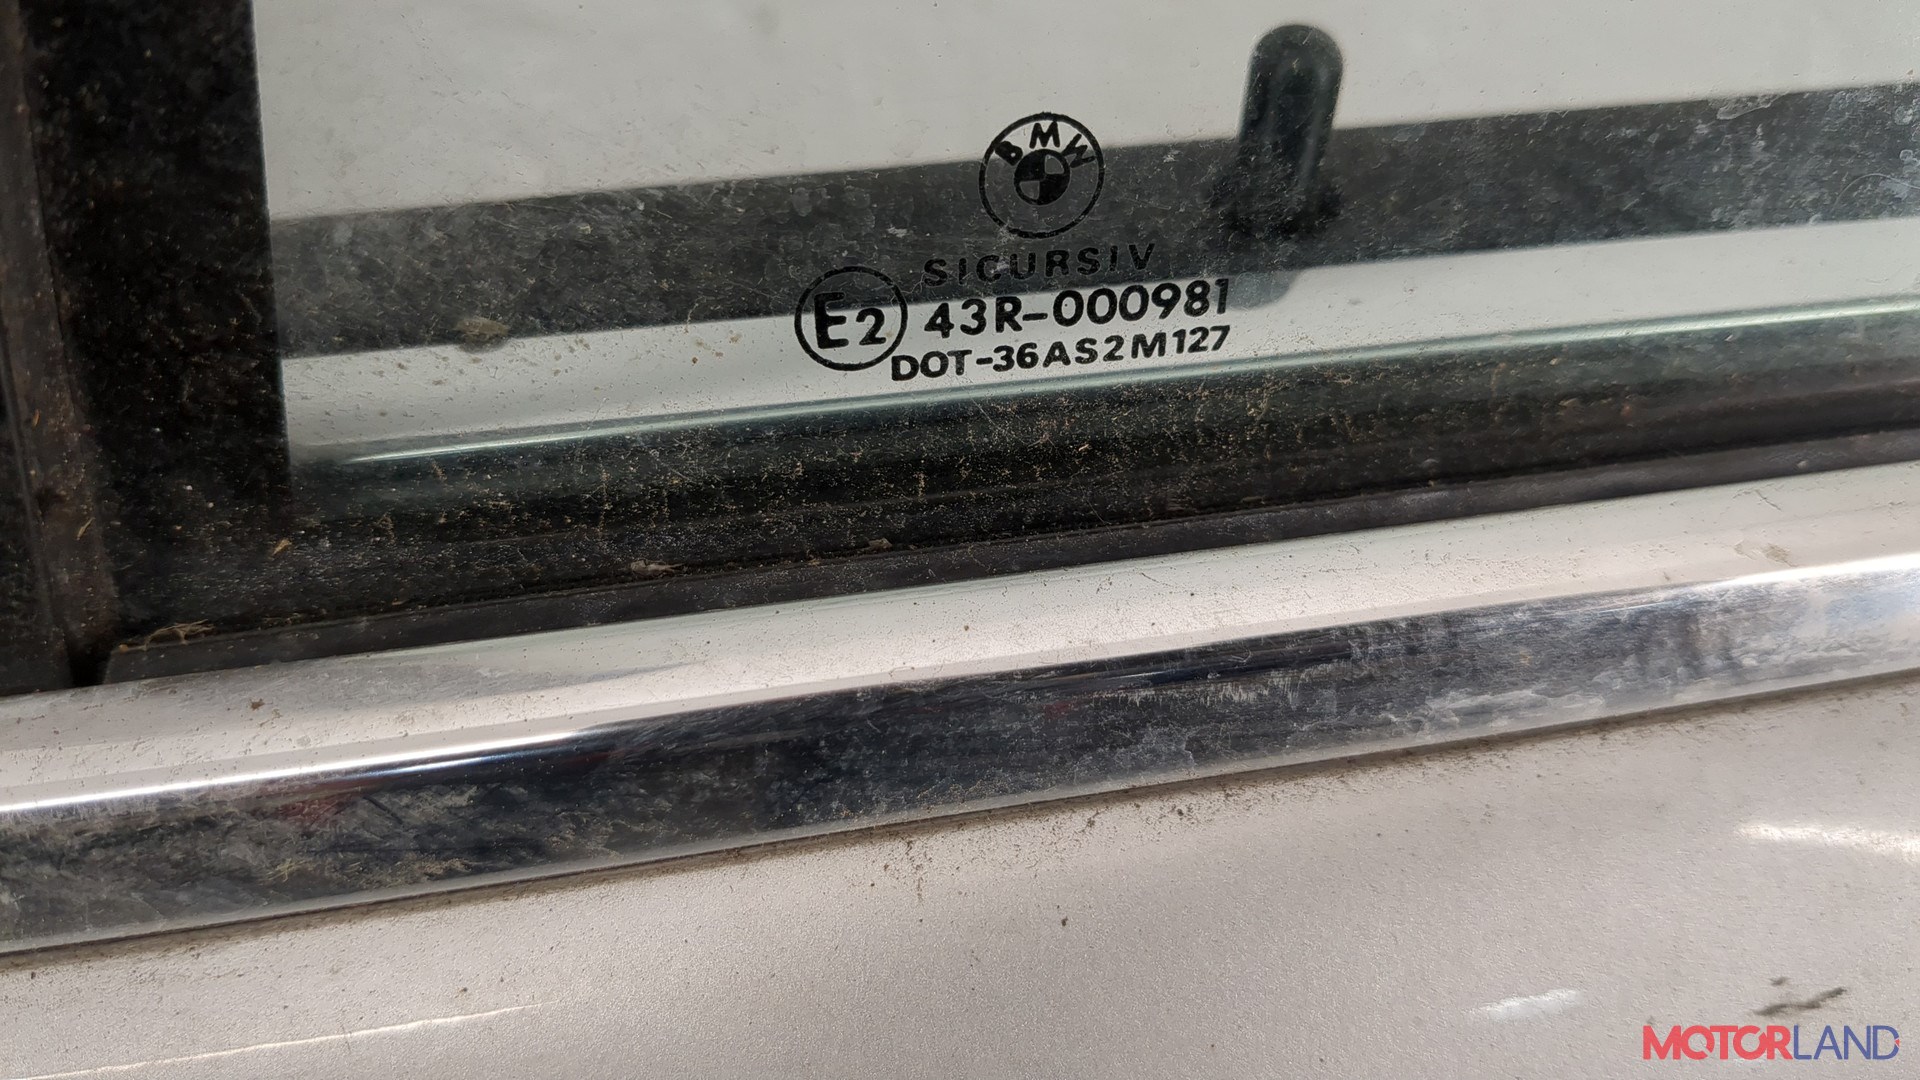 BMW
SICURSIV
E2 43R-000981
DOT-36AS2M127
MOTORLAND